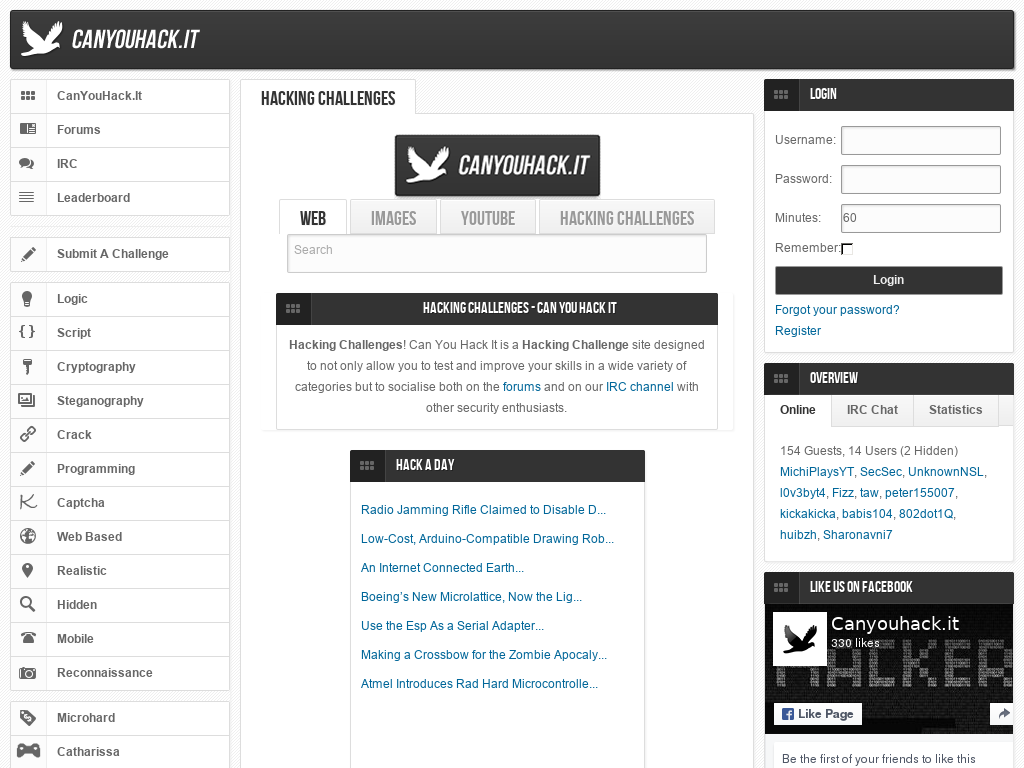 CANYOUHACK.IT
CanYouHack.It
Forums
IRC
Leaderboard
Submit A Challenge
Logic
Script
Cryptography
Steganography
Crack
Programming
Captcha
Web Based
Realistic
Hidden
Mobile
Reconnaissance
Microhard
Catharissa
HACKING CHALLENGES
CANYOUHACK.IT
WEB
IMAGES
YOUTUBE
HACKING CHALLENGES
Search
HACKING CHALLENGES - CAN YOU HACK IT
Hacking Challenges! Can You Hack It is a Hacking Challenge site designed
to not only allow you to test and improve your skills in a wide variety of
categories but to socialise both on the forums and on our IRC channel with
other security enthusiasts.
HACK A DAY
Radio Jamming Rifle Claimed to Disable D...
Low-Cost, Arduino-Compatible Drawing Rob...
An Internet Connected Earth...
Boeing's New Microlattice, Now the Lig...
Use the Esp As a Serial Adapter...
Making a Crossbow for the Zombie Apocaly...
Atmel Introduces Rad Hard Microcontrolle...
LOGIN
Username:
Password:
Minutes: 60
Remember:
Login
Forgot your password?
Register
OVERVIEW
Online
IRC Chat
Statistics
154 Guests, 14 Users (2 Hidden)
MichiPlaysYT, SecSec, UnknownNSL,
l0v3byt4, Fizz, taw, peter155007,
kickakicka, babis104, 802dot1Q,
huibzh, Sharonavni7
LIKE US ON FACEBOOK
Canyouhack.it
330 likes
HACKER
Like Page
Be the first of your friends to like this